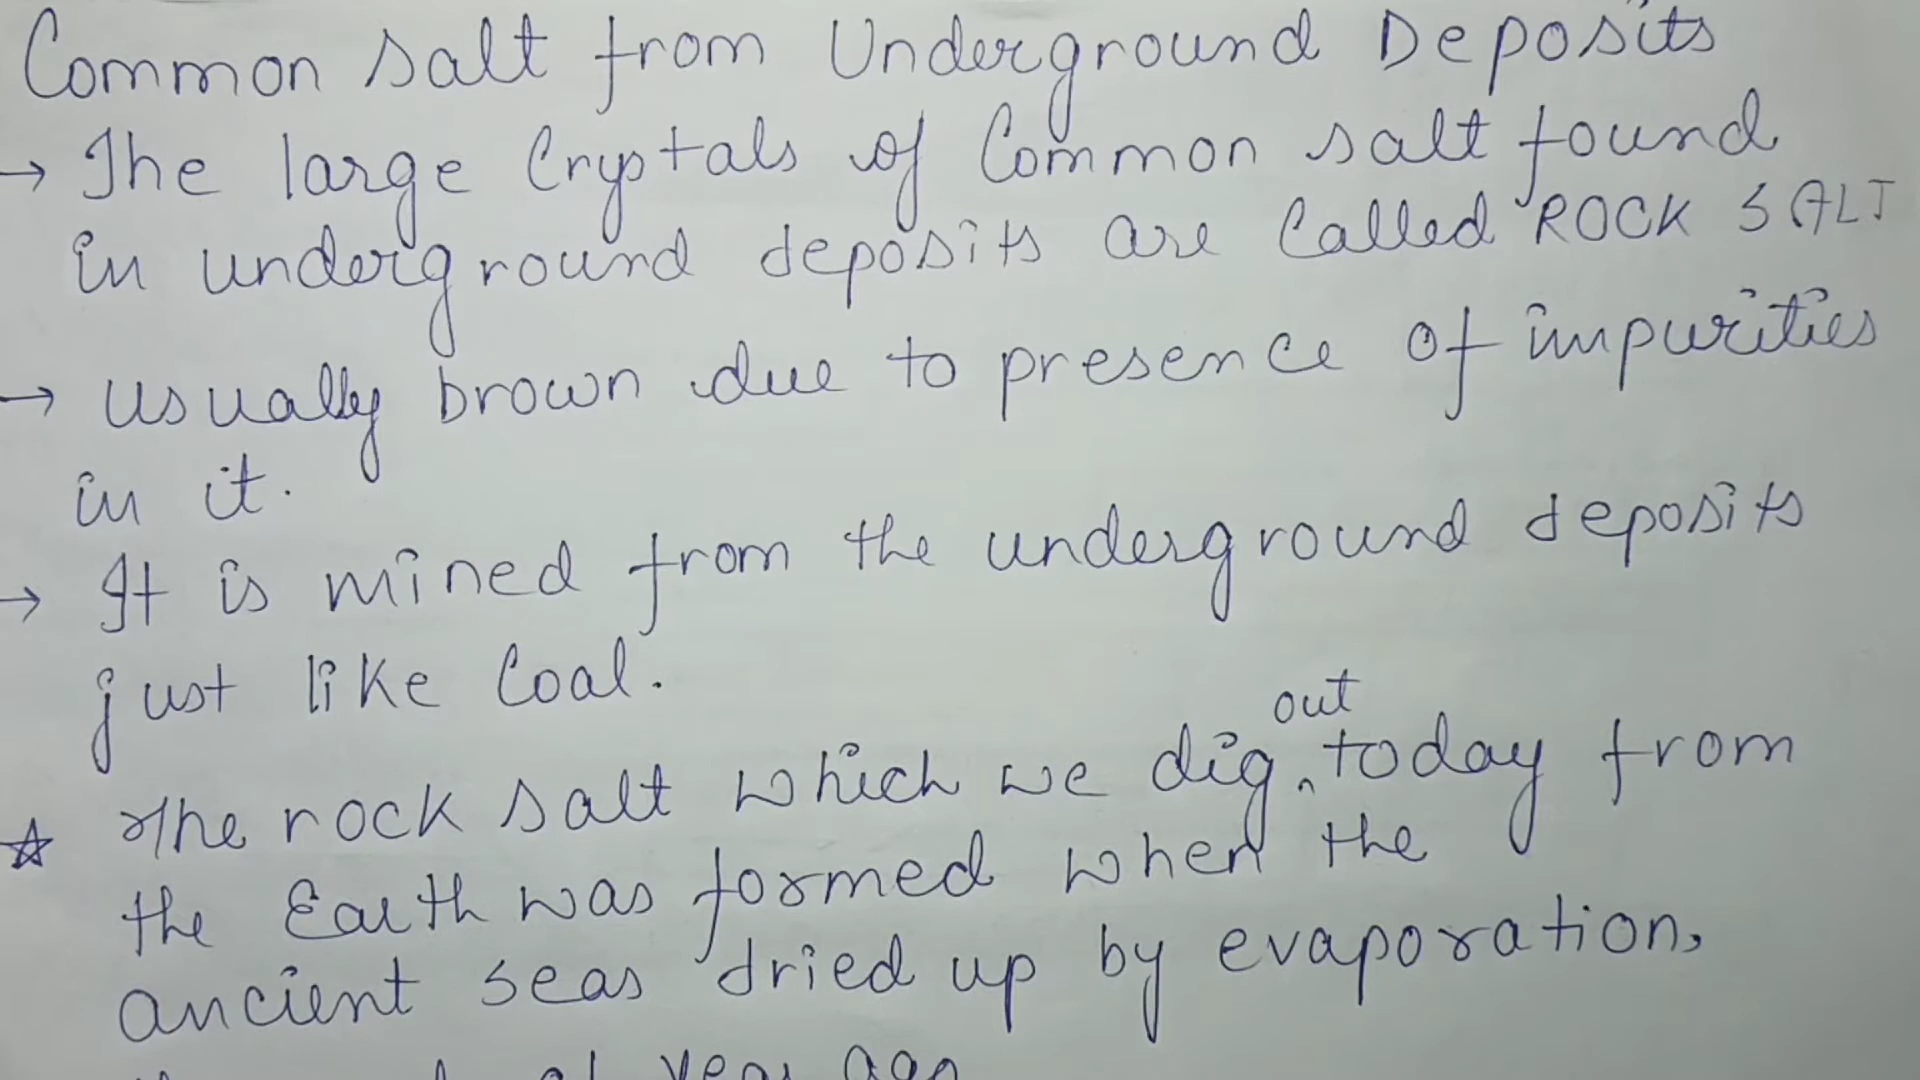 Common salt from Underground Deposits
→ The large Crystals of Common salt found
in underground deposits are Called ROCK SALT
→ usually brown due to presence of impurities
in it.
→ It is mined from the underground deposits
just like Coal.
out
☆ The rock salt which we dig ^ today from
the Earth was formed when the
ancient seas dried up by evaporation,
ago